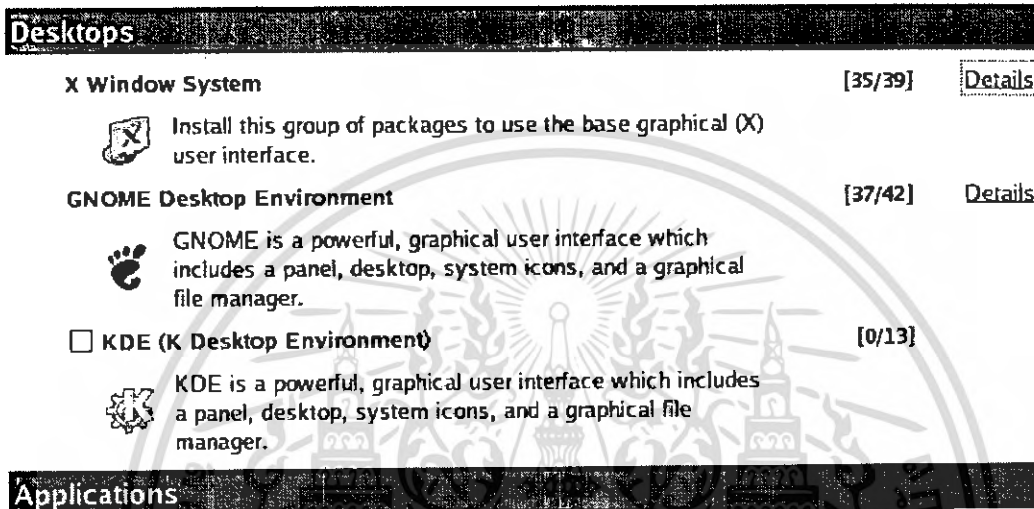 Desktops
X Window System [35/39] Details
Install this group of packages to use the base graphical (X)
user interface.
GNOME Desktop Environment [37/42] Details
GNOME is a powerful, graphical user interface which
includes a panel, desktop, system icons, and a graphical
file manager.
KDE (K Desktop Environment) [0/13]
KDE is a powerful, graphical user interface which includes
a panel, desktop, system icons, and a graphical file
manager.
Applications